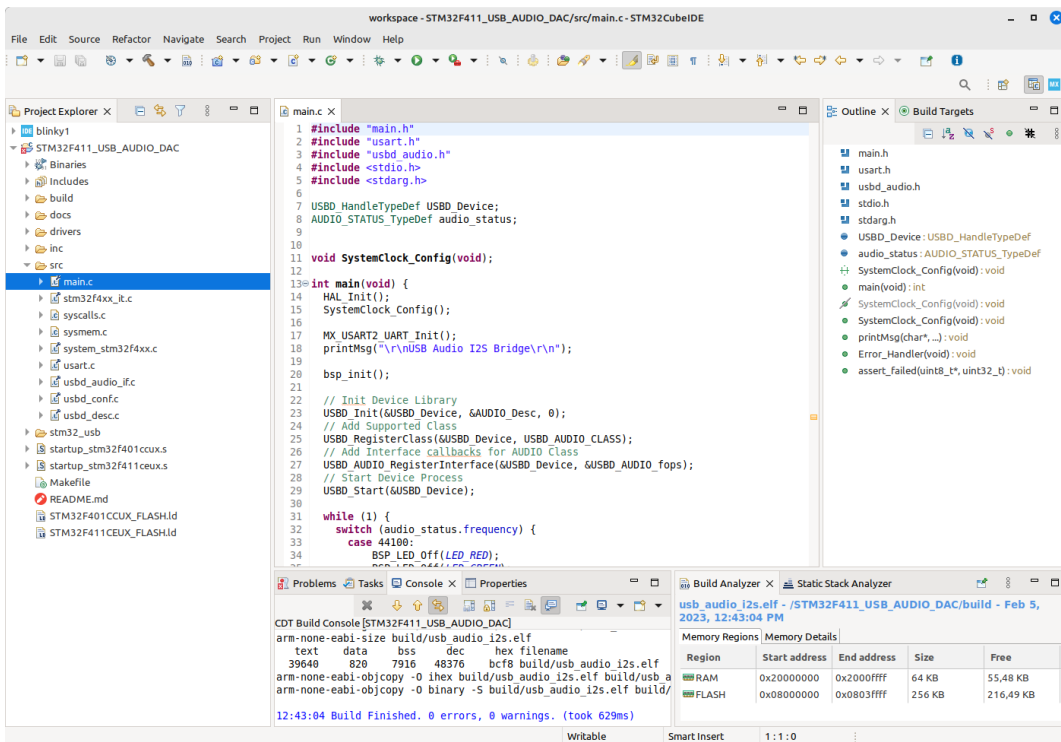 workspace - STM32F411_USB_AUDIO_DAC/src/main.c - STM32CubeIDE
File Edit Source Refactor Navigate Search Project Run Window Help
Project Explorer
blinky1
STM32F411_USB_AUDIO_DAC
Binaries
Includes
build
docs
drivers
inc
src
main.c
stm32f4xx_it.c
syscalls.c
sysmem.c
system_stm32f4xx.c
usart.c
usbd_audio_if.c
usbd_conf.c
usbd_desc.c
stm32_usb
startup_stm32f401ccux.s
startup_stm32f411ceux.s
Makefile
README.md
STM32F401CCUX_FLASH.ld
STM32F411CEUX_FLASH.ld
main.c
1 #include "main.h"
2 #include "usart.h"
3 #include "usbd_audio.h"
4 #include <stdio.h>
5 #include <stdarg.h>
6
7 USBD_HandleTypeDef USBD_Device;
8 AUDIO_STATUS_TypeDef audio_status;
9
10
11 void SystemClock_Config(void);
12
13 int main(void) {
14 HAL_Init();
15 SystemClock_Config();
16
17 MX_USART2_UART_Init();
18 printMsg("\r\nUSB Audio I2S Bridge\r\n");
19
20 bsp_init();
21
22 // Init Device Library
23 USBD_Init(&USBD_Device, &AUDIO_Desc, 0);
24 // Add Supported Class
25 USBD_RegisterClass(&USBD_Device, USBD_AUDIO_CLASS);
26 // Add Interface callbacks for AUDIO Class
27 USBD_AUDIO_RegisterInterface(&USBD_Device, &USBD_AUDIO_fops);
28 // Start Device Process
29 USBD_Start(&USBD_Device);
30
31 while (1) {
32 switch (audio_status.frequency) {
33 case 44100:
34 BSP_LED_Off(LED_RED);
Outline Build Targets
main.h
usart.h
usbd_audio.h
stdio.h
stdarg.h
USBD_Device : USBD_HandleTypeDef
audio_status : AUDIO_STATUS_TypeDef
SystemClock_Config(void) : void
main(void) : int
SystemClock_Config(void) : void
SystemClock_Config(void) : void
printMsg(char*, ...) : void
Error_Handler(void) : void
assert_failed(uint8_t*, uint32_t) : void
Problems Tasks Console Properties
CDT Build Console [STM32F411_USB_AUDIO_DAC]
arm-none-eabi-size build/usb_audio_i2s.elf
text data bss dec hex filename
39640 820 7916 48376 bcf8 build/usb_audio_i2s.elf
arm-none-eabi-objcopy -O ihex build/usb_audio_i2s.elf build/usb_a
arm-none-eabi-objcopy -O binary -S build/usb_audio_i2s.elf build/
12:43:04 Build Finished. 0 errors, 0 warnings. (took 629ms)
Build Analyzer Static Stack Analyzer
usb_audio_i2s.elf - /STM32F411_USB_AUDIO_DAC/build - Feb 5,
2023, 12:43:04 PM
Memory Regions Memory Details
Region Start address End address Size Free
RAM 0x20000000 0x2000ffff 64 KB 55,48 KB
FLASH 0x08000000 0x0803ffff 256 KB 216,49 KB
Writable Smart Insert 1 : 1 : 0